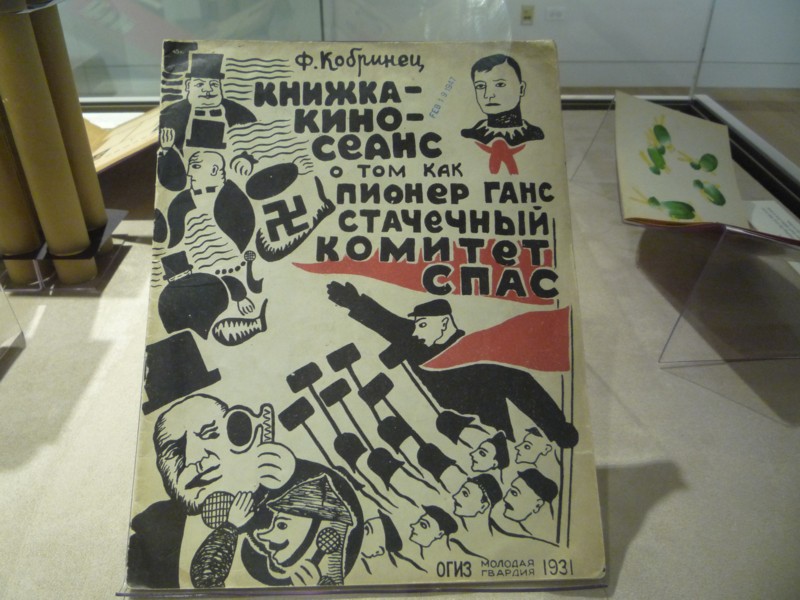 Ф. Кобринец
КНИЖКА-
КИНО-
СЕАНС
О ТОМ КАК
ПИОНЕР ГАНС
СТАЧЕЧНЫЙ
КОМИТЕТ
СПАС
ОГИЗ МОЛОДАЯ ГВАРДИЯ 1931